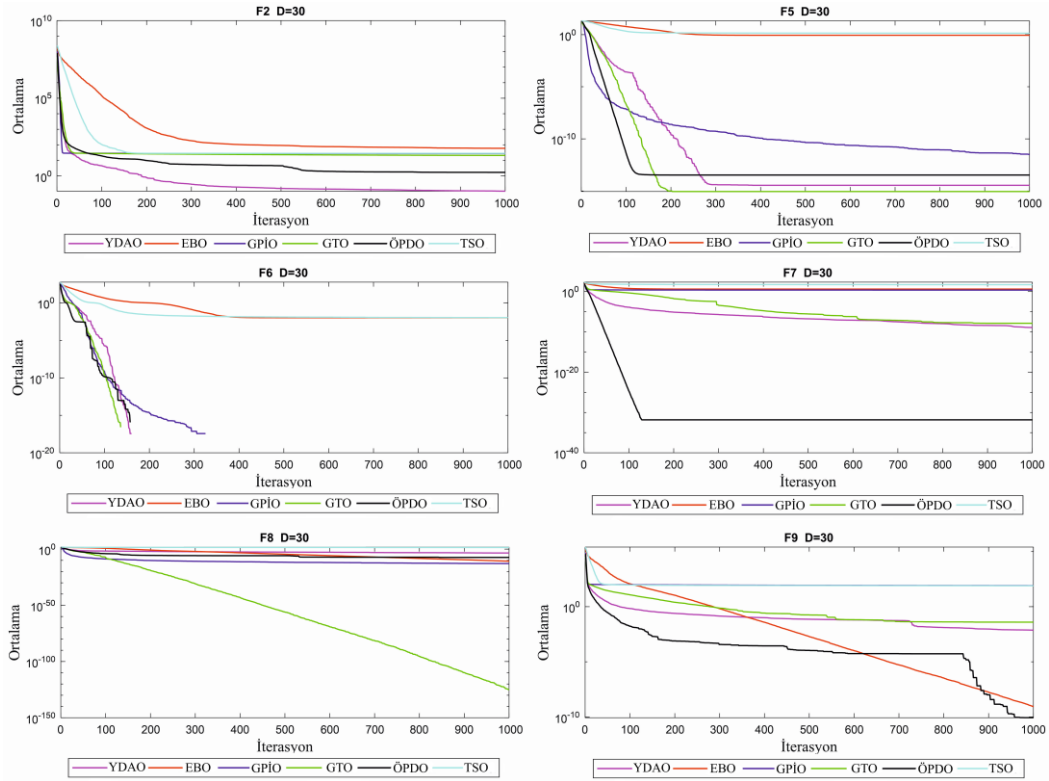 F2 D=30
10^10
10^5
10^0
Ortalama
0 100 200 300 400 500 600 700 800 900 1000
İterasyon
YDAO EBO GPİO GTO ÖPDO TSO
F5 D=30
10^0
10^-10
Ortalama
0 100 200 300 400 500 600 700 800 900 1000
İterasyon
YDAO EBO GPİO GTO ÖPDO TSO
F6 D=30
10^0
10^-10
10^-20
Ortalama
0 100 200 300 400 500 600 700 800 900 1000
İterasyon
YDAO EBO GPİO GTO ÖPDO TSO
F7 D=30
10^0
10^-20
10^-40
Ortalama
0 100 200 300 400 500 600 700 800 900 1000
İterasyon
YDAO EBO GPİO GTO ÖPDO TSO
F8 D=30
10^0
10^-50
10^-100
10^-150
Ortalama
0 100 200 300 400 500 600 700 800 900 1000
İterasyon
YDAO EBO GPİO GTO ÖPDO TSO
F9 D=30
10^0
10^-10
Ortalama
0 100 200 300 400 500 600 700 800 900 1000
İterasyon
YDAO EBO GPİO GTO ÖPDO TSO